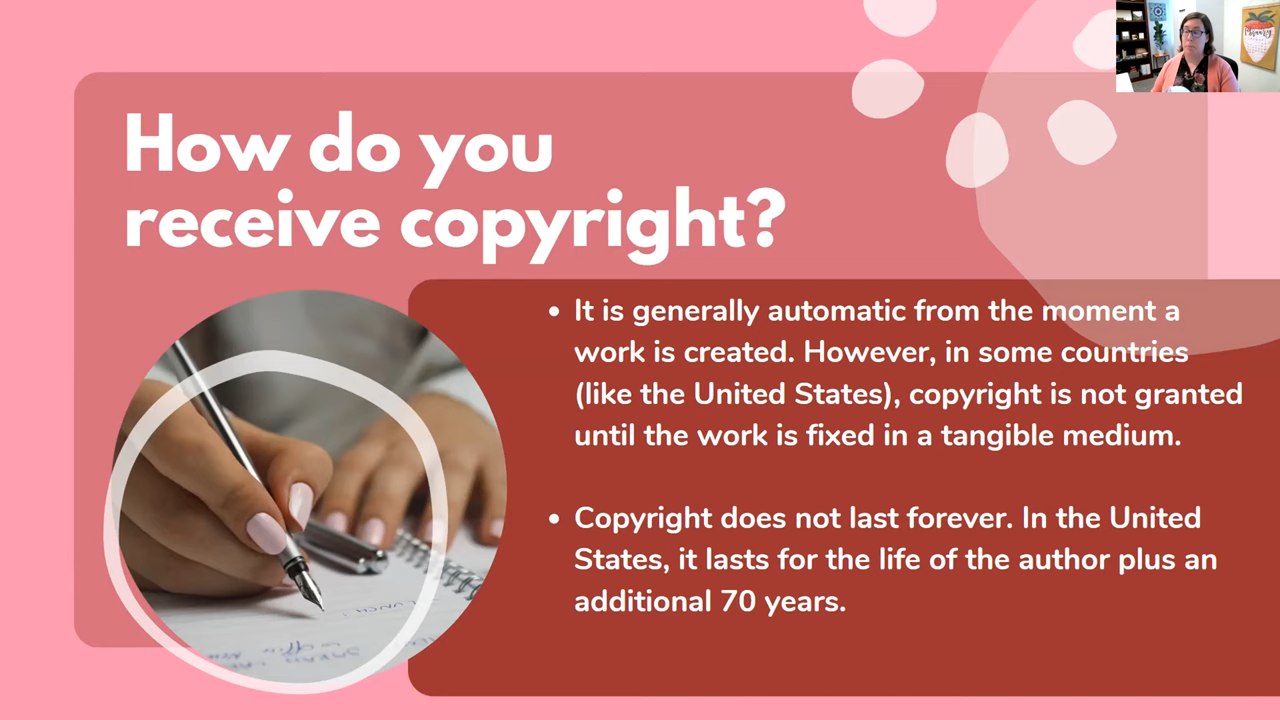 How do you
receive copyright?
• It is generally automatic from the moment a
work is created. However, in some countries
(like the United States), copyright is not granted
until the work is fixed in a tangible medium.
• Copyright does not last forever. In the United
States, it lasts for the life of the author plus an
additional 70 years.